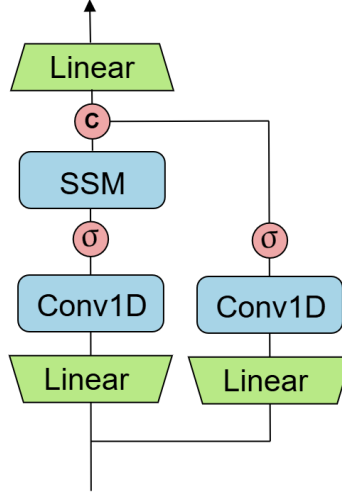 Linear
C
SSM
σ
σ
Conv1D
Conv1D
Linear
Linear